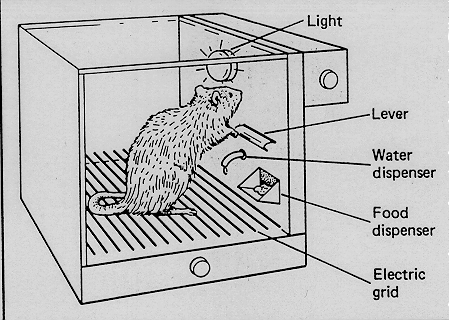 Light
Lever
Water
dispenser
Food
dispenser
Electric
grid